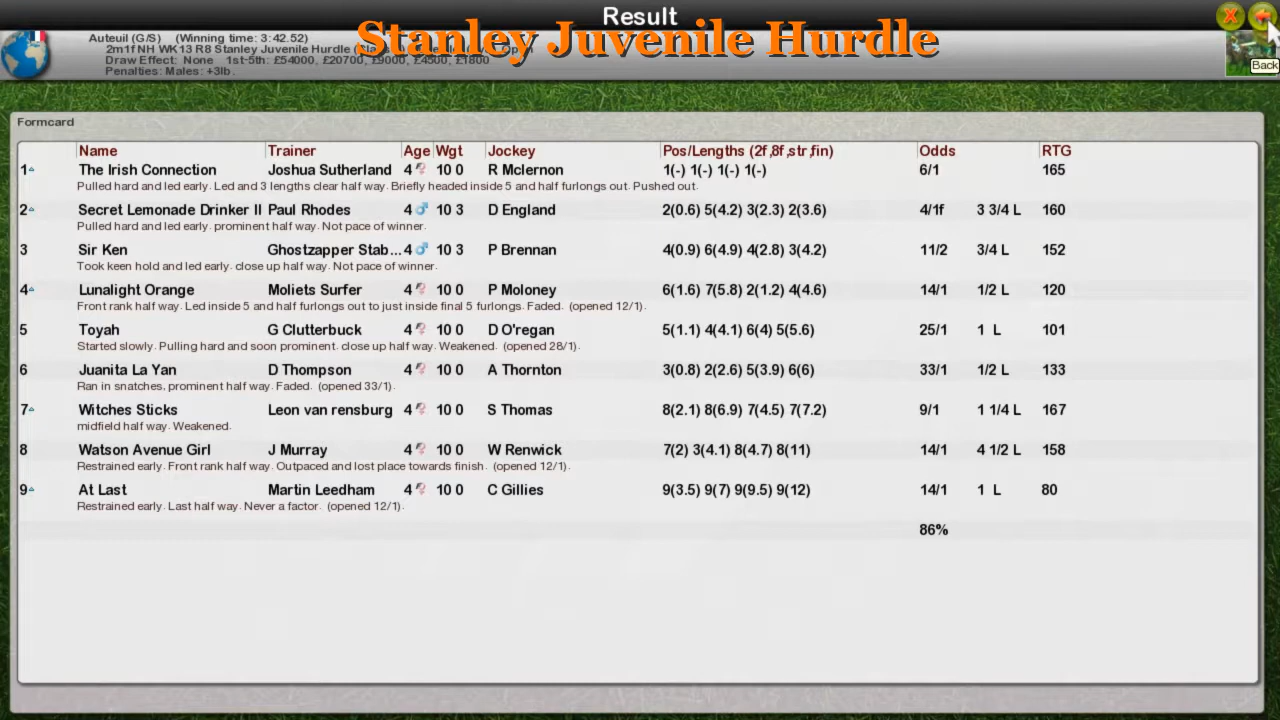 Result
Stanley Juvenile Hurdle
Auteuil (G/S) (Winning time: 3:42.52)
2m1f NH WK13 R8 Stanley Juvenile Hurdle
Draw Effect: None 1st-5th: £54000, £20700, £9000, £4500, £1800
Penalties: Males: +3lb.
Back
Formcard
Name Trainer Age Wgt Jockey Pos/Lengths (2f,8f,str,fin) Odds RTG
1 The Irish Connection Joshua Sutherland 4 10 0 R Mclernon 1(-) 1(-) 1(-) 1(-) 6/1 165
Pulled hard and led early. Led and 3 lengths clear half way. Briefly headed inside 5 and half furlongs out. Pushed out.
2 Secret Lemonade Drinker II Paul Rhodes 4 10 3 D England 2(0.6) 5(4.2) 3(2.3) 2(3.6) 4/1f 3 3/4 L 160
Pulled hard and led early. prominent half way. Not pace of winner.
3 Sir Ken Ghostzapper Stab... 4 10 3 P Brennan 4(0.9) 6(4.9) 4(2.8) 3(4.2) 11/2 3/4 L 152
Took keen hold and led early. close up half way. Not pace of winner.
4 Lunalight Orange Moliets Surfer 4 10 0 P Moloney 6(1.6) 7(5.8) 2(1.2) 4(4.6) 14/1 1/2 L 120
Front rank half way. Led inside 5 and half furlongs out to just inside final 5 furlongs. Faded. (opened 12/1).
5 Toyah G Clutterbuck 4 10 0 D O'regan 5(1.1) 4(4.1) 6(4) 5(5.6) 25/1 1 L 101
Started slowly. Pulling hard and soon prominent. close up half way. Weakened. (opened 28/1).
6 Juanita La Yan D Thompson 4 10 0 A Thornton 3(0.8) 2(2.6) 5(3.9) 6(6) 33/1 1/2 L 133
Ran in snatches, prominent half way. Faded. (opened 33/1).
7 Witches Sticks Leon van rensburg 4 10 0 S Thomas 8(2.1) 8(6.9) 7(4.5) 7(7.2) 9/1 1 1/4 L 167
midfield half way. Weakened.
8 Watson Avenue Girl J Murray 4 10 0 W Renwick 7(2) 3(4.1) 8(4.7) 8(11) 14/1 4 1/2 L 158
Restrained early. Front rank half way. Outpaced and lost place towards finish. (opened 12/1).
9 At Last Martin Leedham 4 10 0 C Gillies 9(3.5) 9(7) 9(9.5) 9(12) 14/1 1 L 80
Restrained early. Last half way. Never a factor. (opened 12/1).
86%